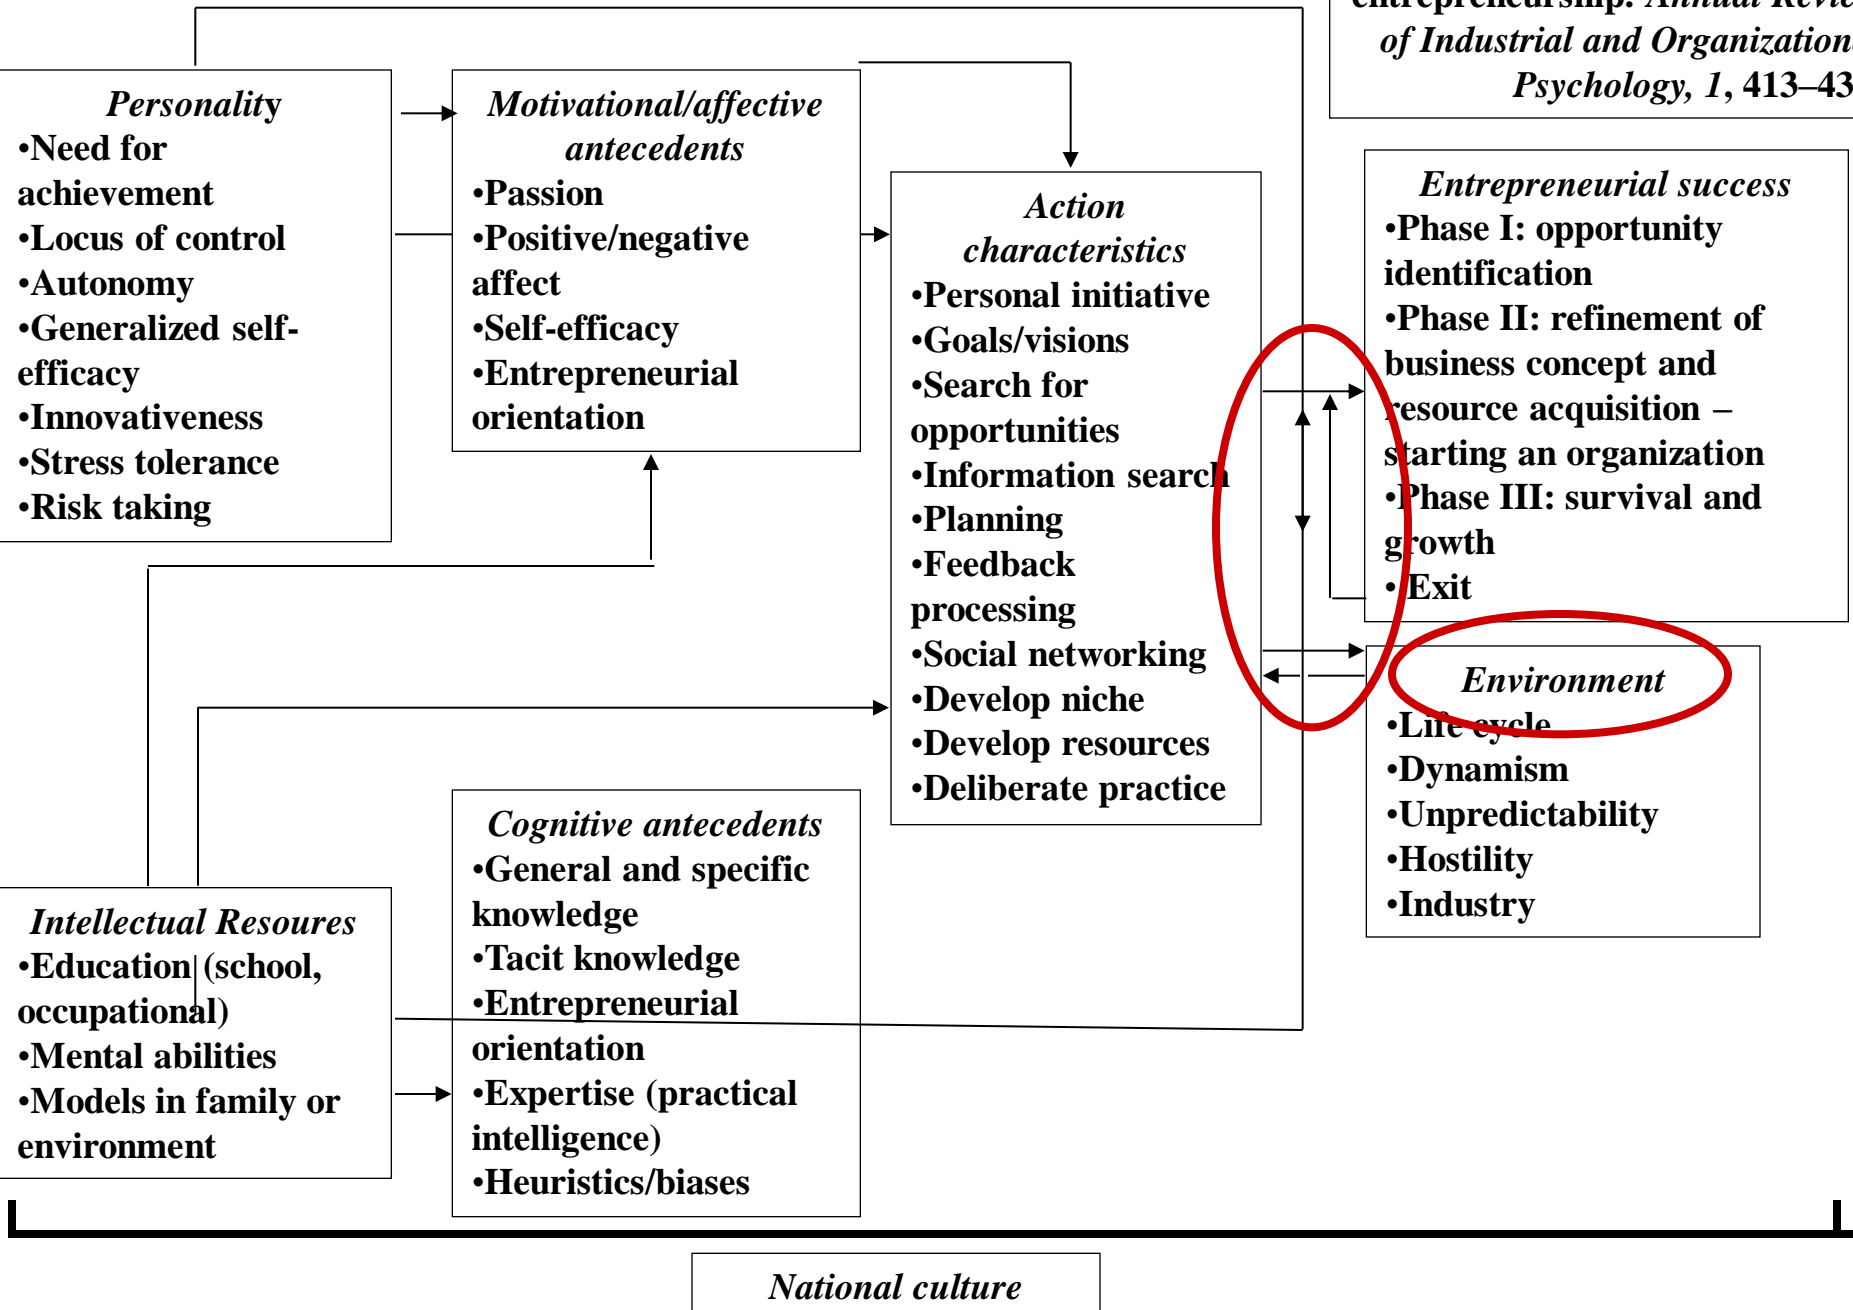 entrepreneurship. Annual
of Industrial and
Psychology, 1, 413–43
Personality
•Need for
achievement
•Locus of control
•Autonomy
•Generalized self-
efficacy
•Innovativeness
•Stress tolerance
•Risk taking
Motivational/affective
antecedents
•Passion
•Positive/negative
affect
•Self-efficacy
•Entrepreneurial
orientation
Action
characteristics
•Personal initiative
•Goals/visions
•Search for
opportunities
•Information search
•Planning
•Feedback
processing
•Social networking
•Develop niche
•Develop resources
•Deliberate practice
Entrepreneurial success
•Phase I: opportunity
identification
•Phase II: refinement of
business concept and
resource acquisition –
starting an organization
•Phase III: survival and
growth
• Exit
Environment
•Life cycle
•Dynamism
•Unpredictability
•Hostility
•Industry
Intellectual Resoures
•Education (school,
occupational)
•Mental abilities
•Models in family or
environment
Cognitive antecedents
•General and specific
knowledge
•Tacit knowledge
•Entrepreneurial
orientation
•Expertise (practical
intelligence)
•Heuristics/biases
National culture